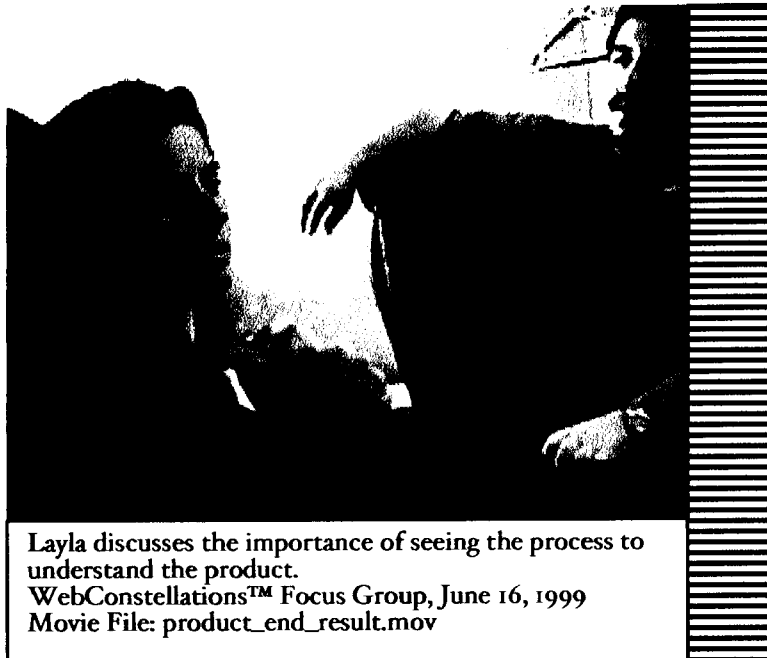 Layla discusses the importance of seeing the process to
understand the product.
WebConstellations™ Focus Group, June 16, 1999
Movie File: product_end_result.mov